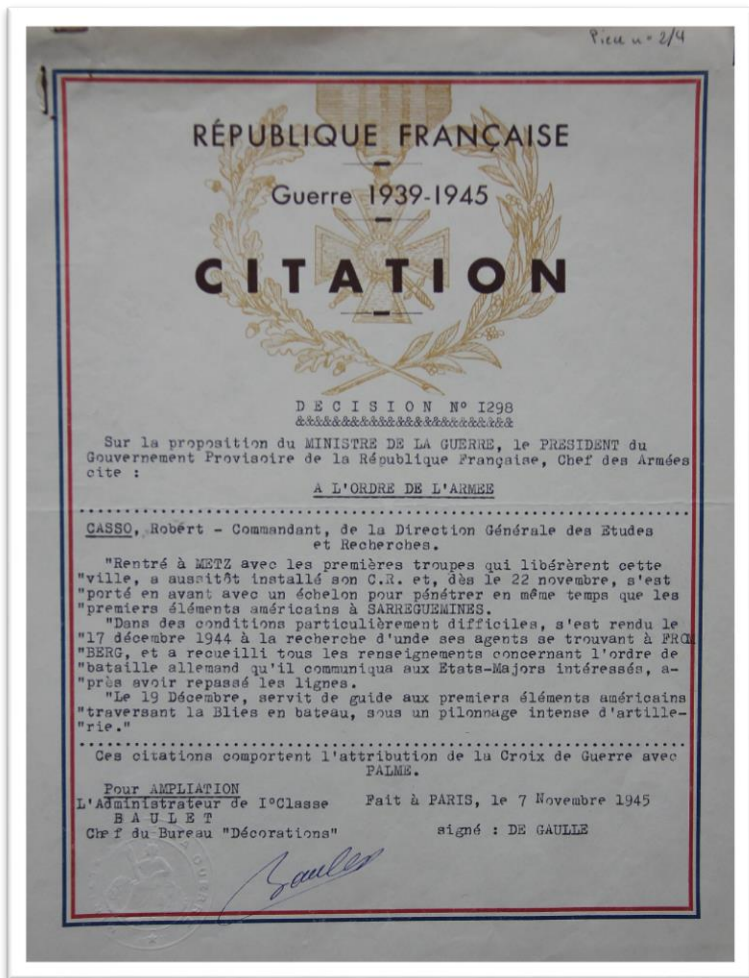 Pièce n° 2/4
RÉPUBLIQUE FRANÇAISE
Guerre 1939-1945
CITATION
D E C I S I O N  N° I298
&&&&&&&&&&&&&&&&&&&&&&&&
Sur la proposition du MINISTRE DE LA GUERRE, le PRESIDENT du
Gouvernement Provisoire de la République Française, Chef des Armées
cite :
A L'ORDRE DE L'ARMEE
CASSO, Robert - Commandant, de la Direction Générale des Etudes
et Recherches.
"Rentré à METZ avec les premières troupes qui libérèrent cette
"ville, a aussitôt installé son C.R. et, dès le 22 novembre, s'est
"porté en avant avec un échelon pour pénétrer en même temps que les
"premiers éléments américains à SARREGUEMINES.
"Dans des conditions particulièrement difficiles, s'est rendu le
"17 décembre 1944 à la recherche d'unde ses agents se trouvant à FROM
"BERG, et a recueilli tous les renseignements concernant l'ordre de
"bataille allemand qu'il communiqua aux Etats-Majors intéressés, a-
"près avoir repassé les lignes.
"Le 19 Décembre, servit de guide aux premiers éléments américains
"traversant la Blies en bateau, sous un pilonnage intense d'artille-
"rie."
Ces citations comportent l'attribution de la Croix de Guerre avec
PALME.
Pour AMPLIATION
L'Administrateur de I°Classe
B A U L E T
Chef du Bureau "Décorations"
Fait à PARIS, le 7 Novembre 1945
signé : DE GAULLE
Baulet